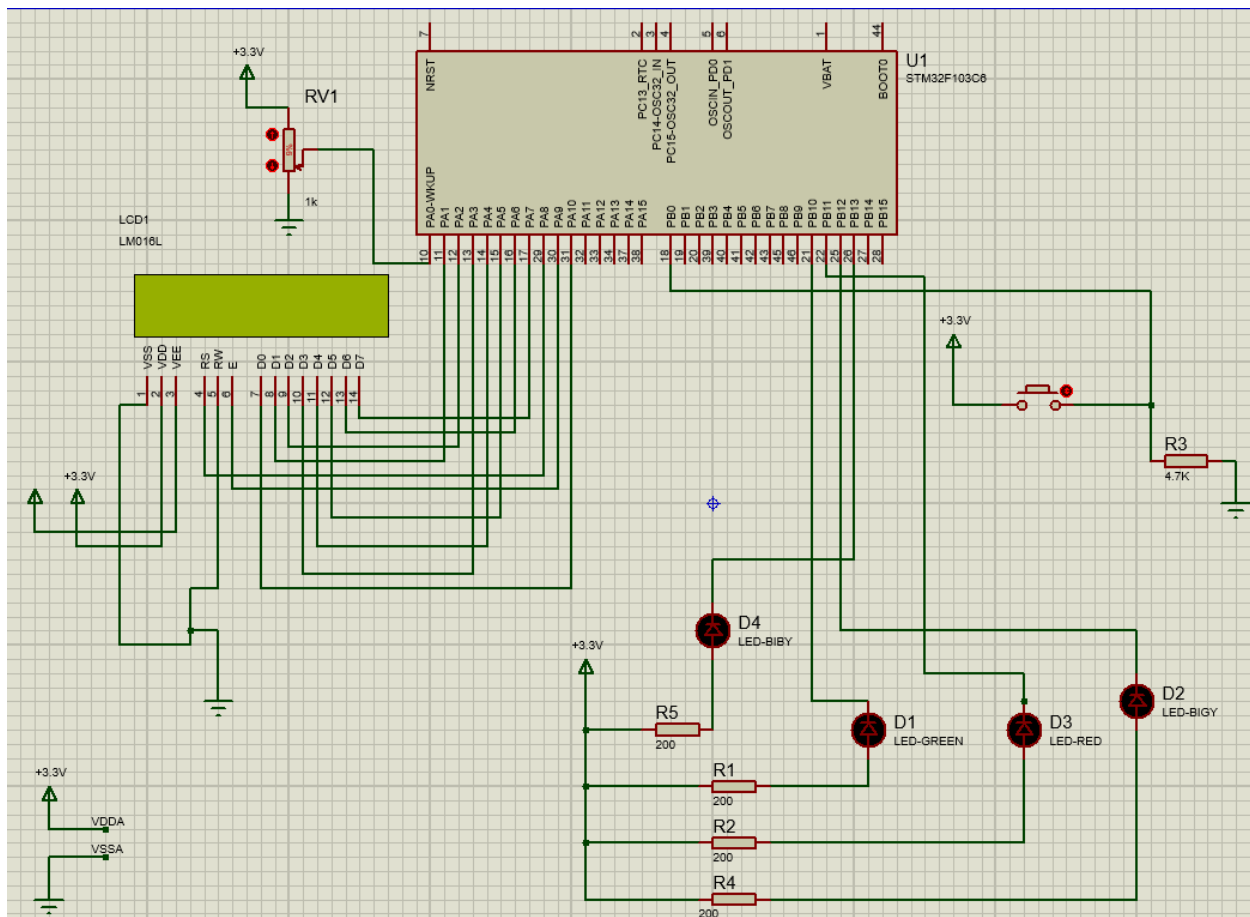 +3.3V
RV1
0%
1k
7
NRST
2
3
4
5
6
1
44
PC13_RTC
PC14-OSC32_IN
PC15-OSC32_OUT
OSCIN_PD0
OSCOUT_PD1
VBAT
BOOT0
U1
STM32F103C6
PA0-WKUP
PA1
PA2
PA3
PA4
PA5
PA6
PA7
PA8
PA9
PA10
PA11
PA12
PA13
PA14
PA15
PB0
PB1
PB2
PB3
PB4
PB5
PB6
PB7
PB8
PB9
PB10
PB11
PB12
PB13
PB14
PB15
10
11
12
13
14
15
16
17
29
30
31
32
33
34
37
38
18
19
20
39
40
41
42
43
45
46
21
22
25
26
27
28
LCD1
LM016L
VSS
VDD
VEE
RS
RW
E
D0
D1
D2
D3
D4
D5
D6
D7
1
2
3
4
5
6
7
8
9
10
11
12
13
14
+3.3V
+3.3V
R3
4.7K
D4
LED-BIBY
+3.3V
R5
200
D1
LED-GREEN
D3
LED-RED
D2
LED-BIGY
R1
200
R2
200
R4
200
+3.3V
VDDA
VSSA